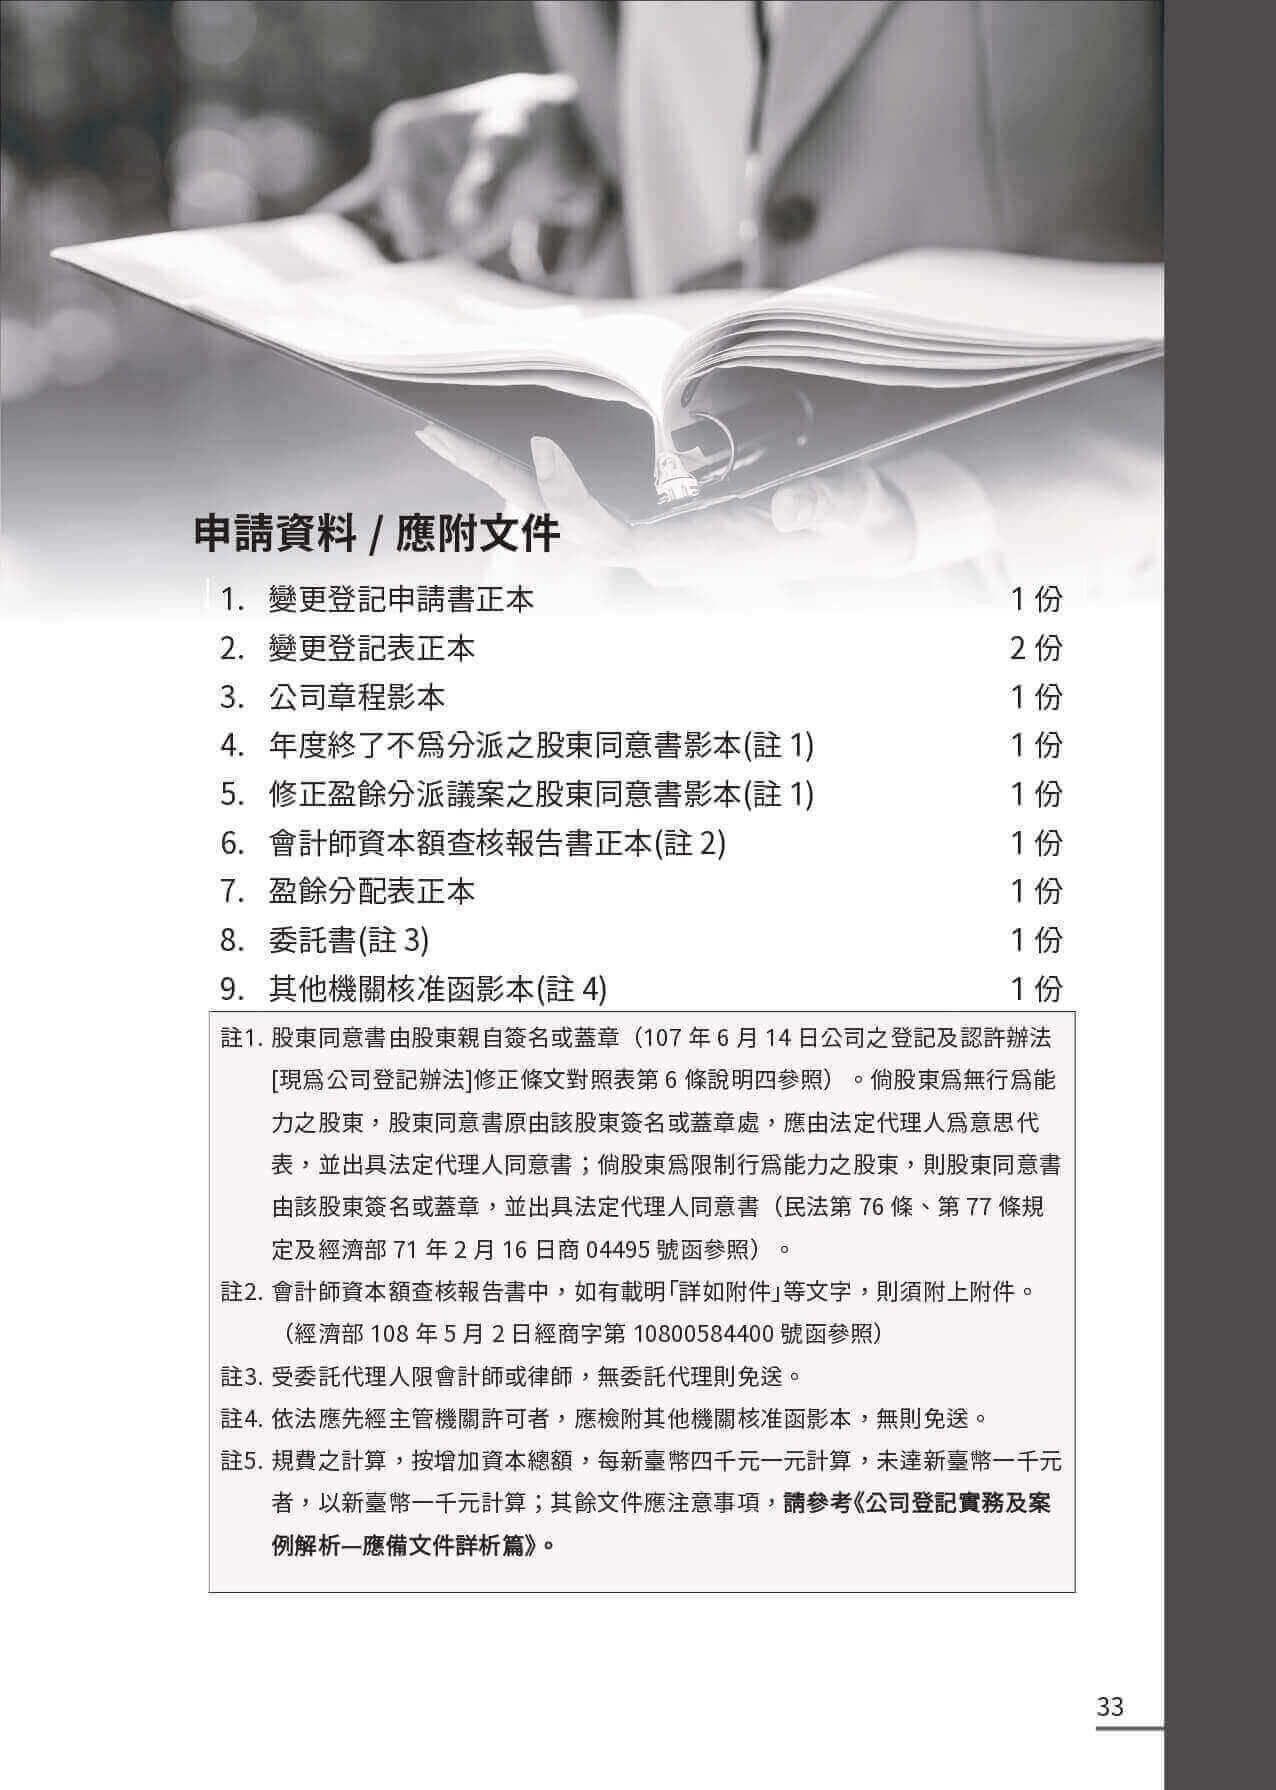 申請資料 / 應附文件
1. 變更登記申請書正本 1 份
2. 變更登記表正本 2 份
3. 公司章程影本 1 份
4. 年度終了不為分派之股東同意書影本(註 1) 1 份
5. 修正盈餘分派議案之股東同意書影本(註 1) 1 份
6. 會計師資本額查核報告書正本(註 2) 1 份
7. 盈餘分配表正本 1 份
8. 委託書(註 3) 1 份
9. 其他機關核准函影本(註 4) 1 份
註1. 股東同意書由股東親自簽名或蓋章（107 年 6 月 14 日公司之登記及認許辦法
[現為公司登記辦法]修正條文對照表第 6 條說明四參照）。倘股東為無行為能
力之股東，股東同意書原由該股東簽名或蓋章處，應由法定代理人為意思代
表，並出具法定代理人同意書；倘股東為限制行為能力之股東，則股東同意書
由該股東簽名或蓋章，並出具法定代理人同意書（民法第 76 條、第 77 條規
定及經濟部 71 年 2 月 16 日商 04495 號函參照）。
註2. 會計師資本額查核報告書中，如有載明「詳如附件」等文字，則須附上附件。
（經濟部 108 年 5 月 2 日經商字第 10800584400 號函參照）
註3. 受委託代理人限會計師或律師，無委託代理則免送。
註4. 依法應先經主管機關許可者，應檢附其他機關核准函影本，無則免送。
註5. 規費之計算，按增加資本總額，每新臺幣四千元一元計算，未達新臺幣一千元
者，以新臺幣一千元計算；其餘文件應注意事項，請參考《公司登記實務及案
例解析—應備文件詳析篇》。
33